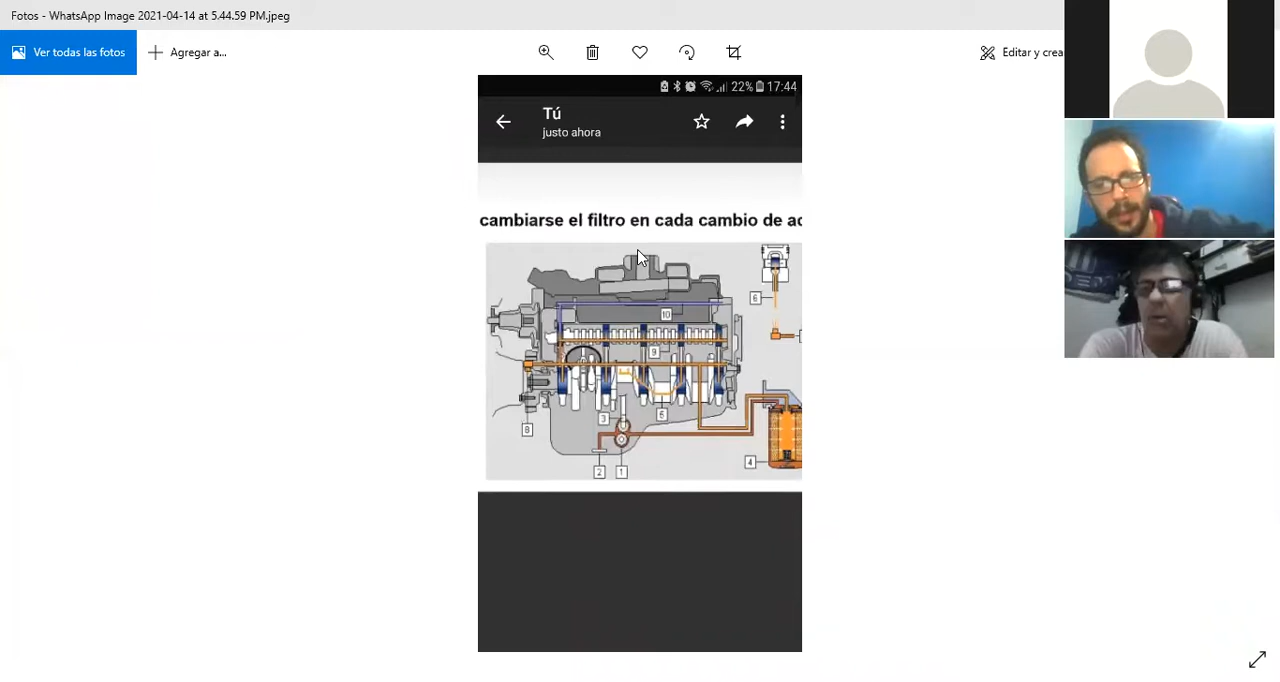 Fotos - WhatsApp Image 2021-04-14 at 5.44.59 PM.jpeg
Ver todas las fotos
Agregar a...
Editar y crea
22% 17:44
Tú
justo ahora
cambiarse el filtro en cada cambio de ac
6
10
9
3
5
8
4
2
1